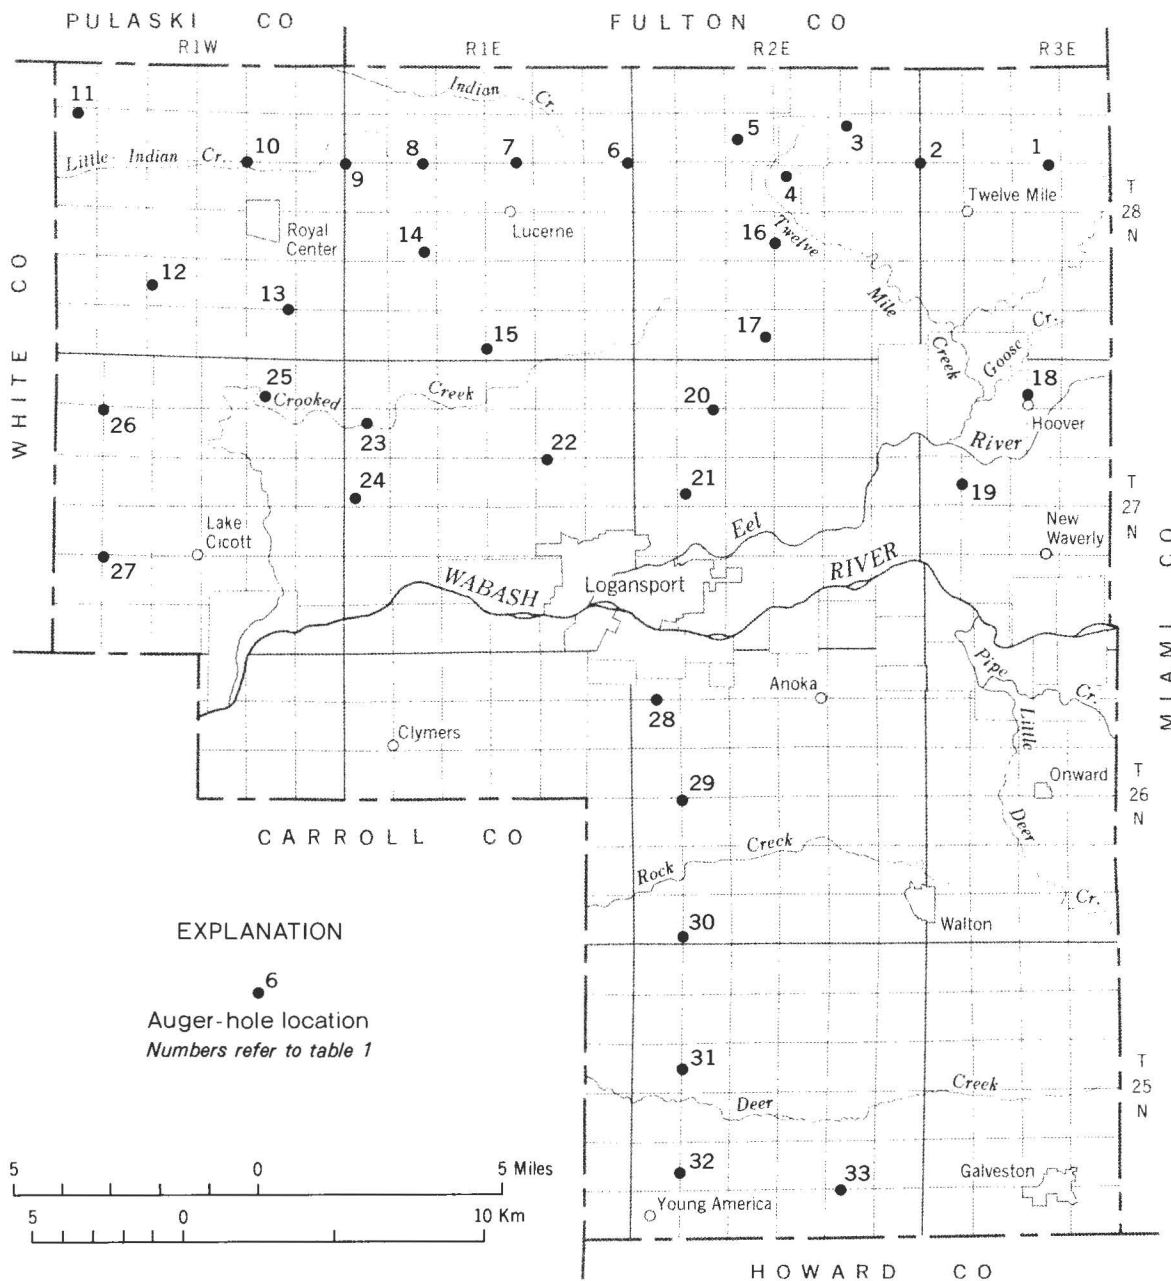 PULASKI CO
FULTON CO
R1W
R1E
R2E
R3E
Indian Cr.
11
10
9
8
7
6
5
3
4
2
1
Little Indian Cr.
Twelve Mile
T
28
N
Royal
Center
Lucerne
14
16
Twelve Mile Creek
12
13
15
17
Goose Cr.
WHITE CO
25
Crooked Creek
18
Hoover
26
23
20
River
22
24
21
19
T
27
N
Lake
Cicott
Eel
New
Waverly
27
WABASH
RIVER
Logansport
MIAMI CO
Pipe Cr.
Anoka
28
Clymers
Little Deer Cr.
Onward
T
26
N
29
CARROLL CO
Rock Creek
Walton
30
EXPLANATION
6
Auger-hole location
Numbers refer to table 1
31
T
25
N
Deer Creek
5 0 5 Miles
32
33
Galveston
Young America
5 0 10 Km
HOWARD CO